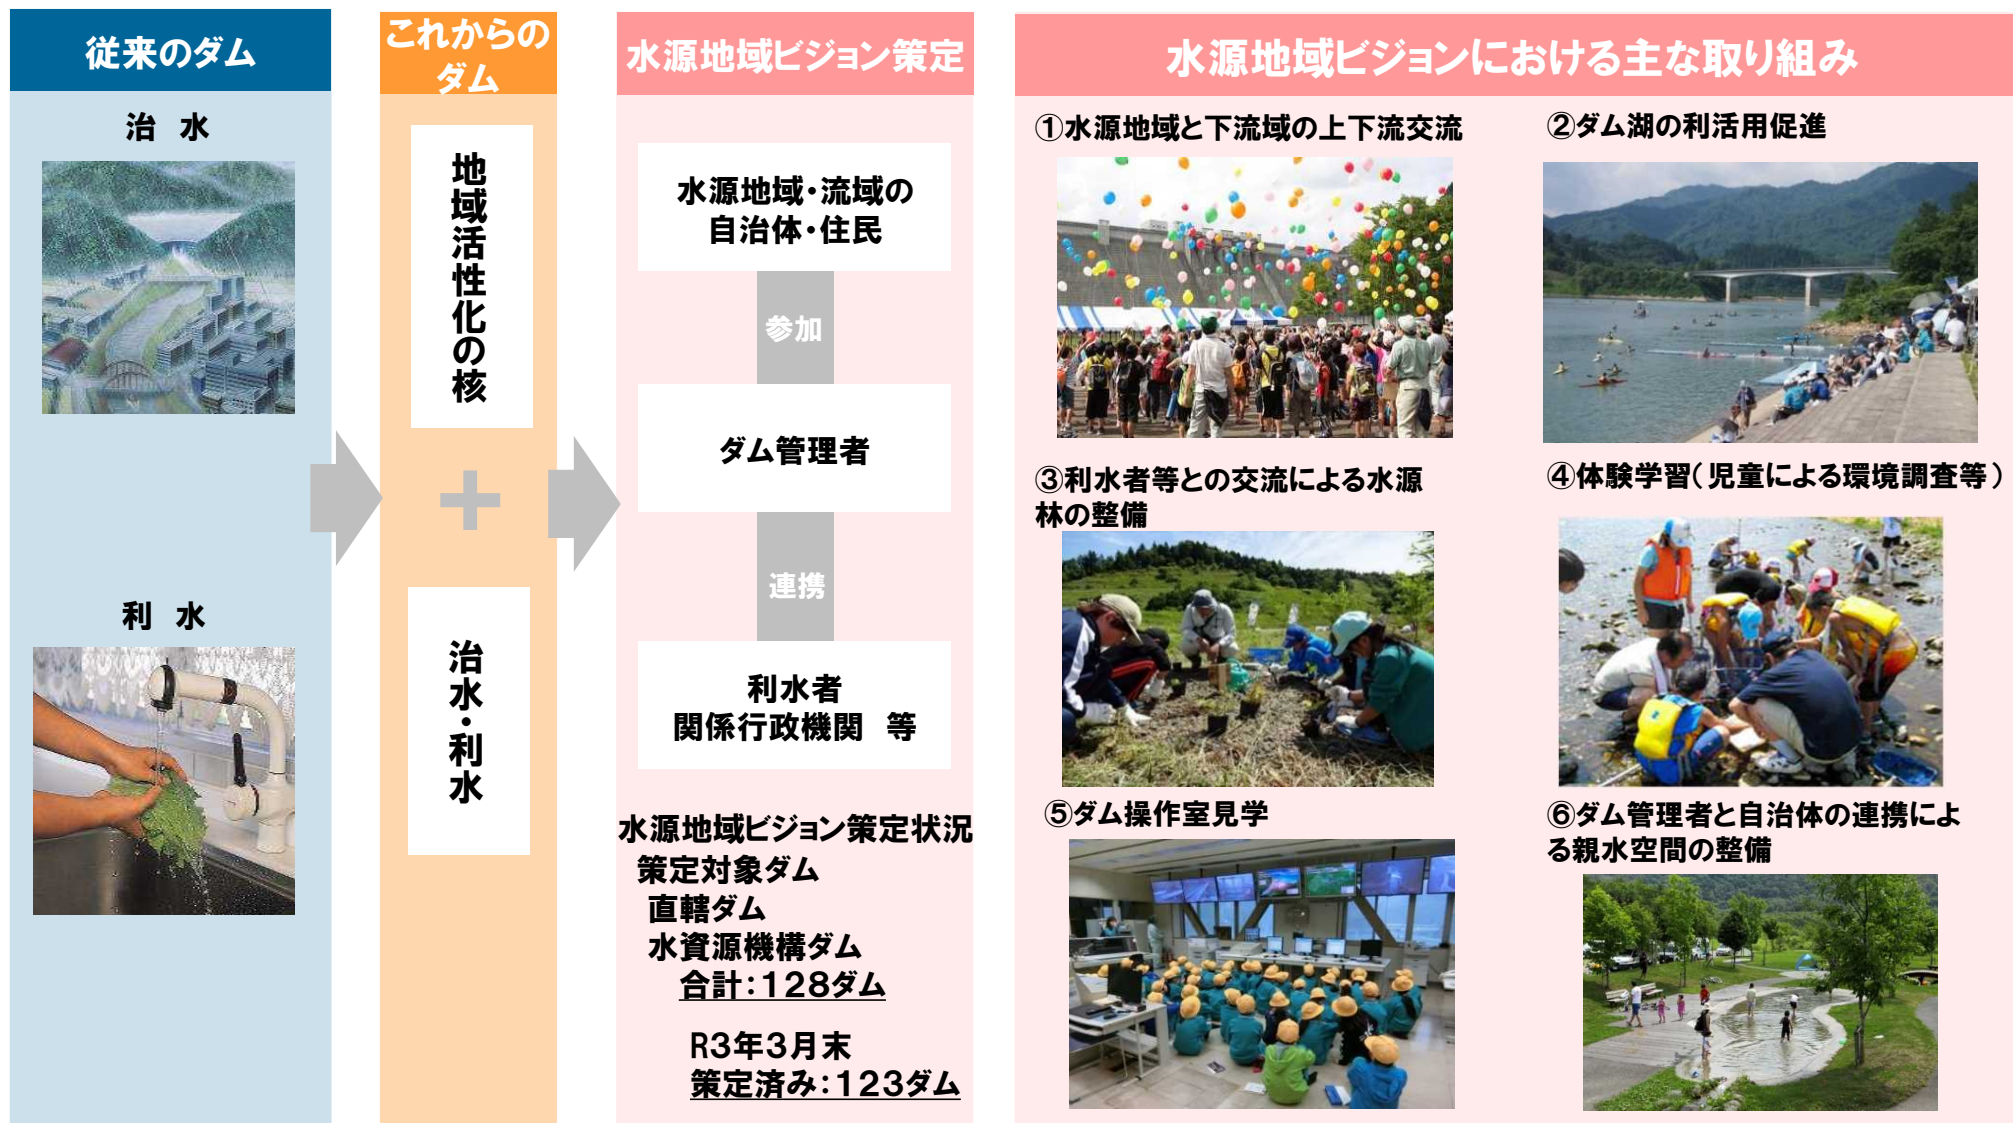 従来のダム
治 水
利 水
これからの
ダム
地域活性化の核
+
治水・利水
水源地域ビジョン策定
水源地域・流域の
自治体・住民
参加
ダム管理者
連携
利水者
関係行政機関 等
水源地域ビジョン策定状況
策定対象ダム
直轄ダム
水資源機構ダム
合計:128ダム
R3年3月末
策定済み:123ダム
水源地域ビジョンにおける主な取り組み
①水源地域と下流域の上下流交流
②ダム湖の利活用促進
③利水者等との交流による水源
林の整備
④体験学習(児童による環境調査等)
⑤ダム操作室見学
⑥ダム管理者と自治体の連携によ
る親水空間の整備